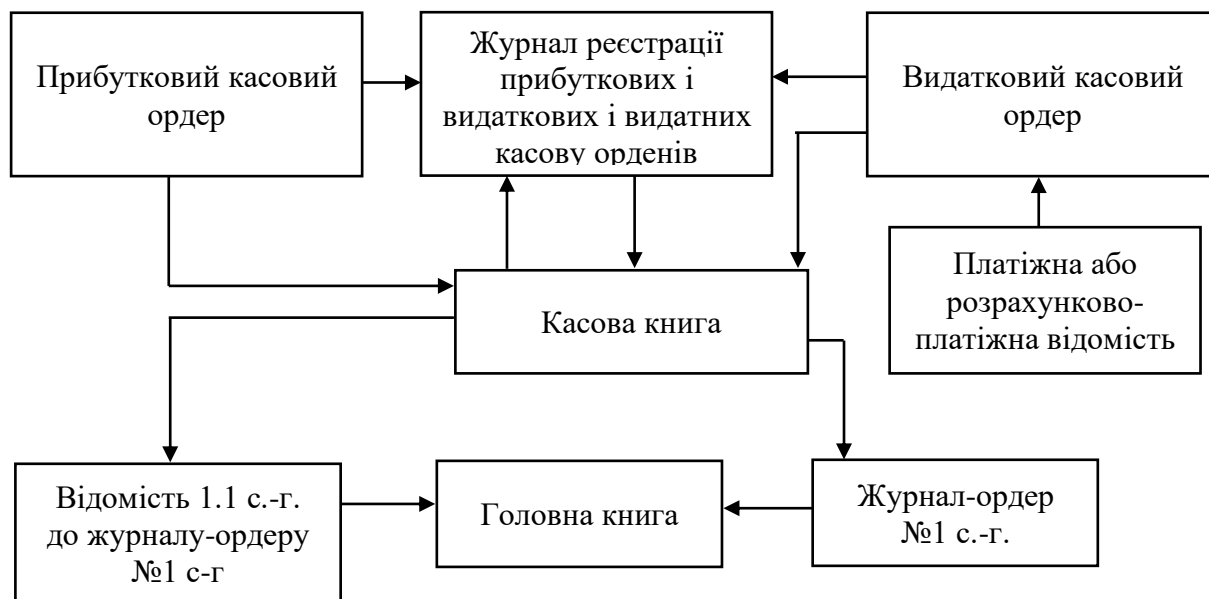 Прибутковий касовий
ордер
Журнал реєстрації
прибуткових і
видаткових і видатних
касову орденів
Видатковий касовий
ордер
Платіжна або
розрахунково-
платіжна відомість
Касова книга
Відомість 1.1 с.-г.
до журналу-ордеру
№1 с-г
Головна книга
Журнал-ордер
№1 с.-г.